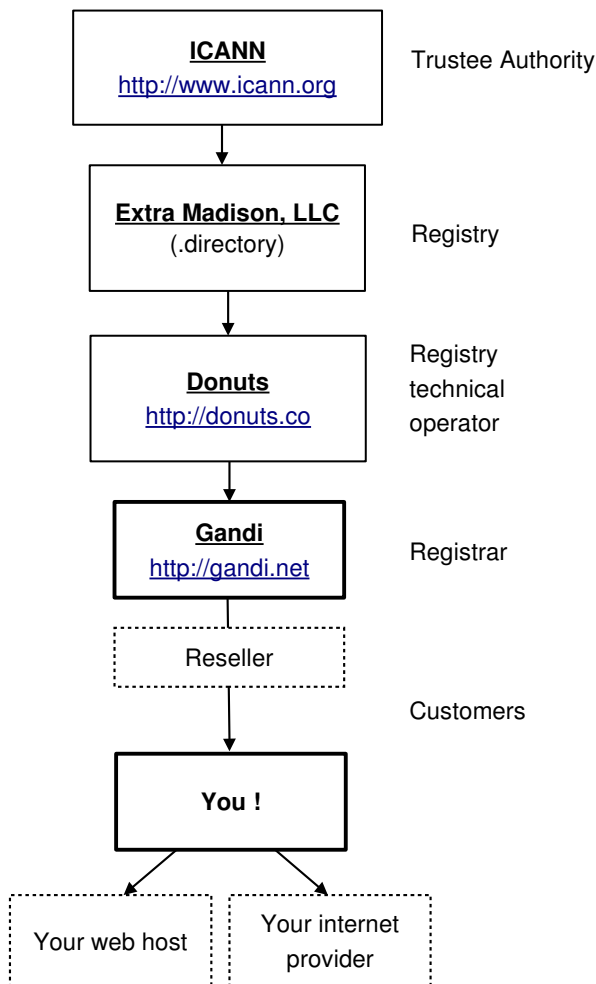 ICANN
http://www.icann.org
Trustee Authority
Extra Madison, LLC
(.directory)
Registry
Donuts
http://donuts.co
Registry
technical
operator
Gandi
http://gandi.net
Registrar
Reseller
Customers
You !
Your web host
Your internet
provider